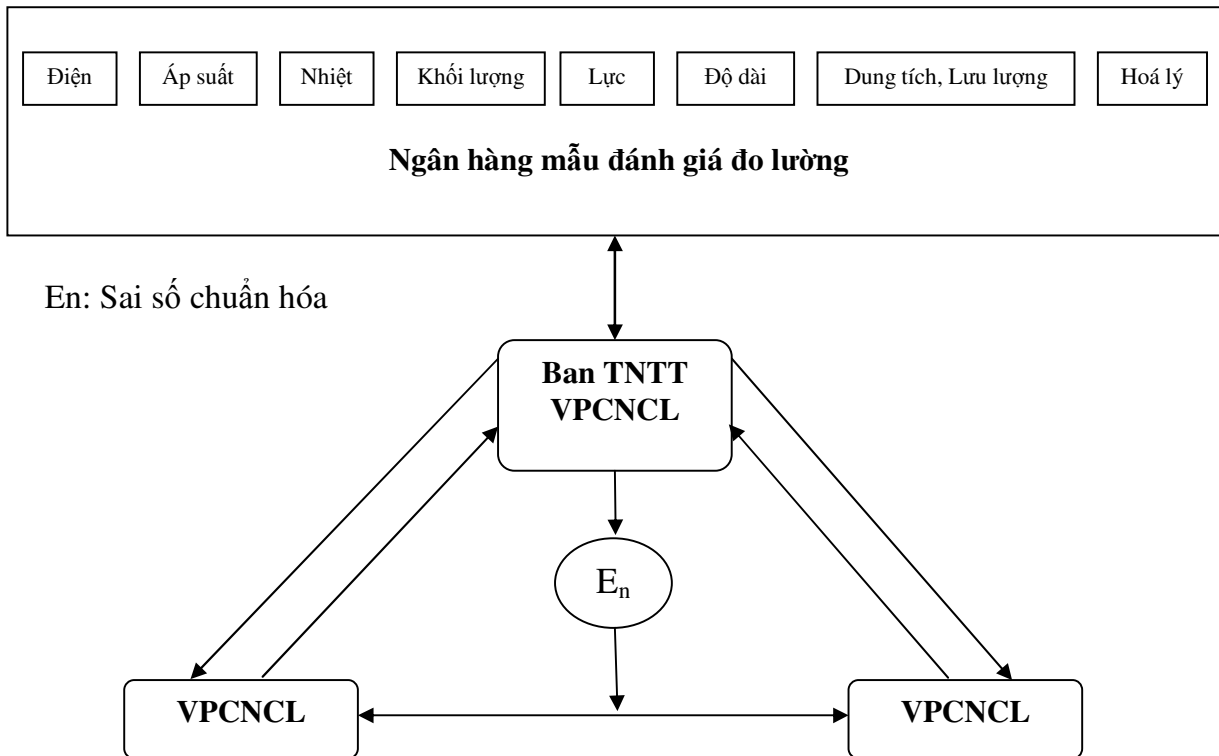 Điện Áp suất Nhiệt Khối lượng Lực Độ dài Dung tích, Lưu lượng Hoá lý
Ngân hàng mẫu đánh giá đo lường
En: Sai số chuẩn hóa
Ban TNTT
VPCNCL
En
VPCNCL VPCNCL